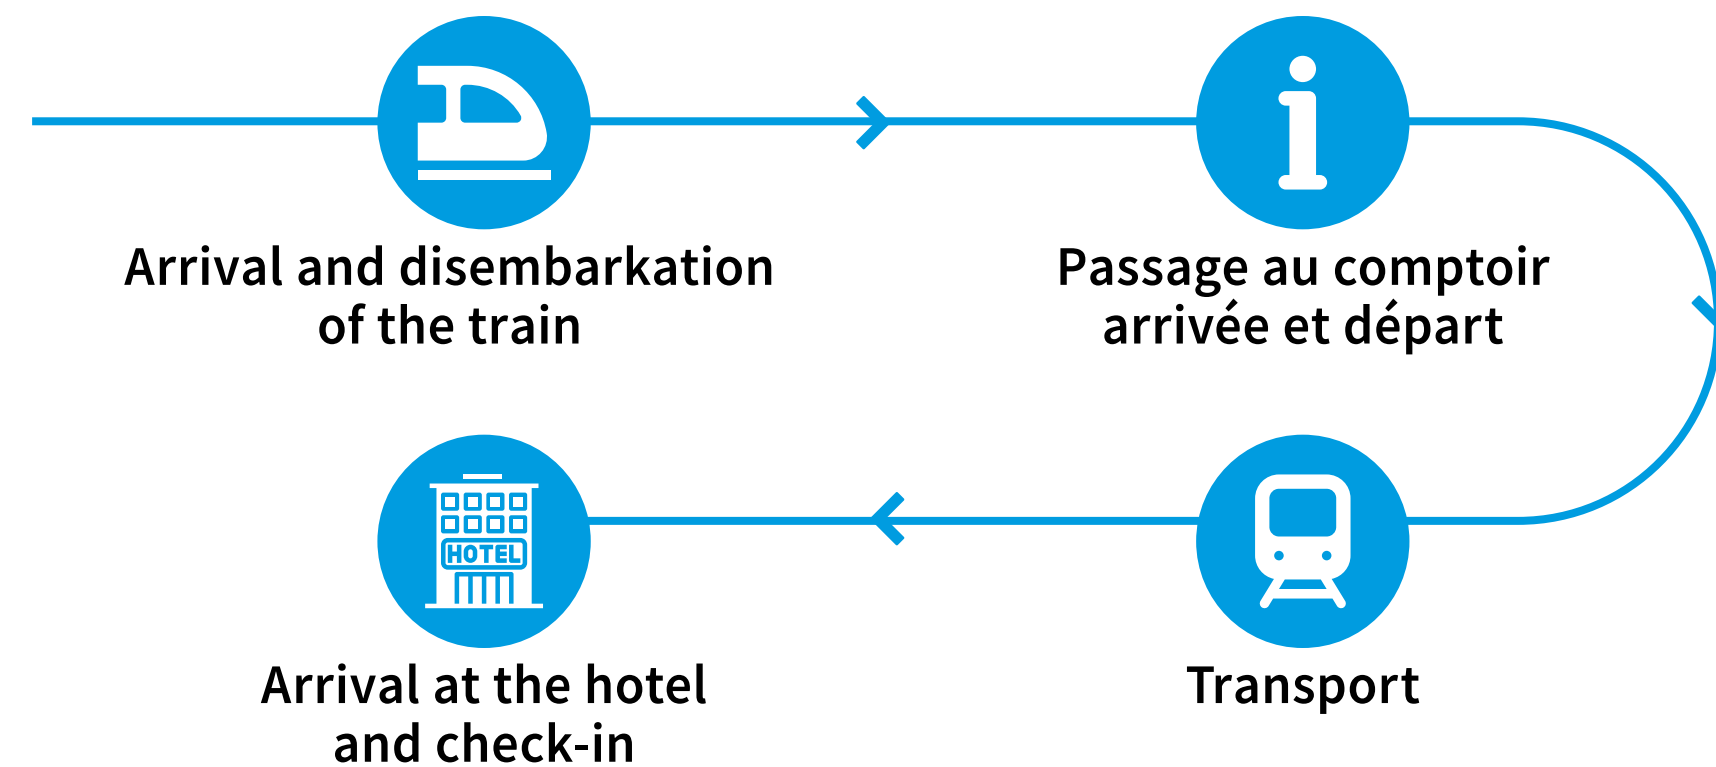 Arrival and disembarkation
of the train
Passage au comptoir
arrivée et départ
HOTEL
Arrival at the hotel
and check-in
Transport